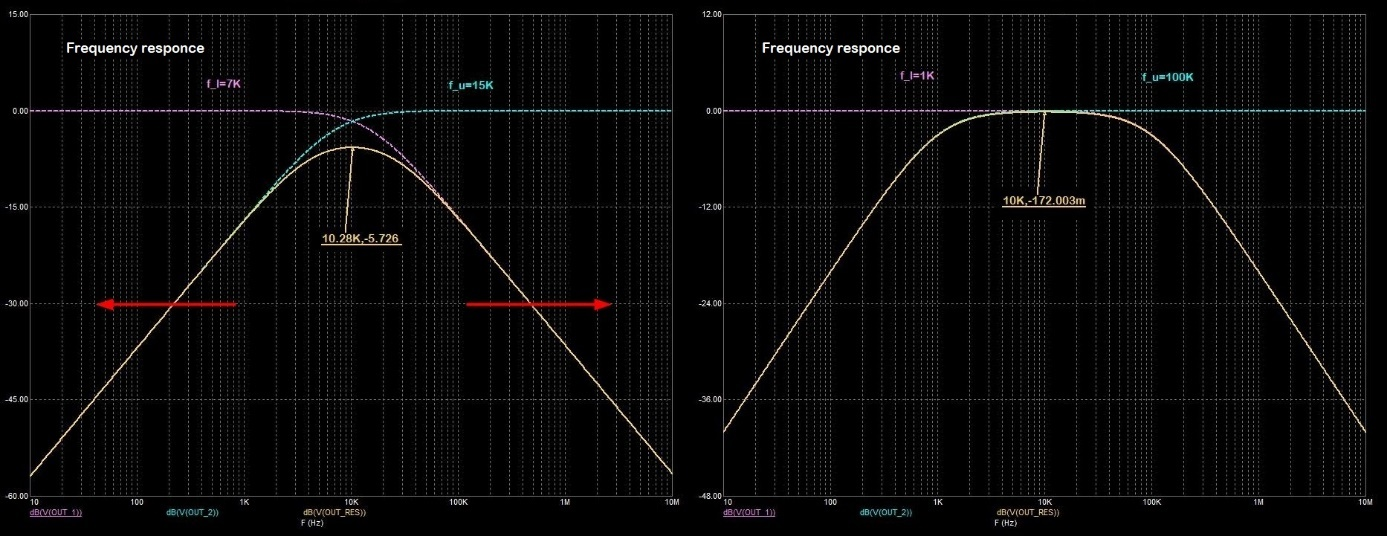 15.00
Frequency responce
f_l=7K
f_u=15K
0.00
-15.00
10.28K,-5.726
-30.00
-45.00
-60.00
10 100 1K 10K 100K 1M 10M
dB(V(OUT_1)) dB(V(OUT_2)) dB(V(OUT_RES))
F (Hz)
12.00
Frequency responce
f_l=1K
f_u=100K
0.00
10K,-172.003m
-12.00
-24.00
-36.00
-48.00
10 100 1K 10K 100K 1M 10M
dB(V(OUT_1)) dB(V(OUT_2)) dB(V(OUT_RES))
F (Hz)